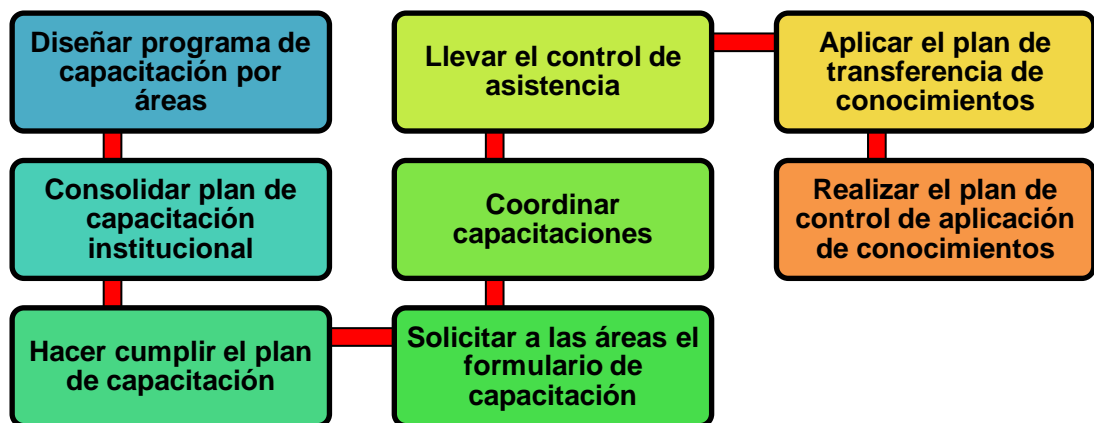 Diseñar programa de
capacitación por
áreas
Consolidar plan de
capacitación
institucional
Hacer cumplir el plan
de capacitación
Solicitar a las áreas el
formulario de
capacitación
Coordinar
capacitaciones
Llevar el control de
asistencia
Aplicar el plan de
transferencia de
conocimientos
Realizar el plan de
control de aplicación
de conocimientos